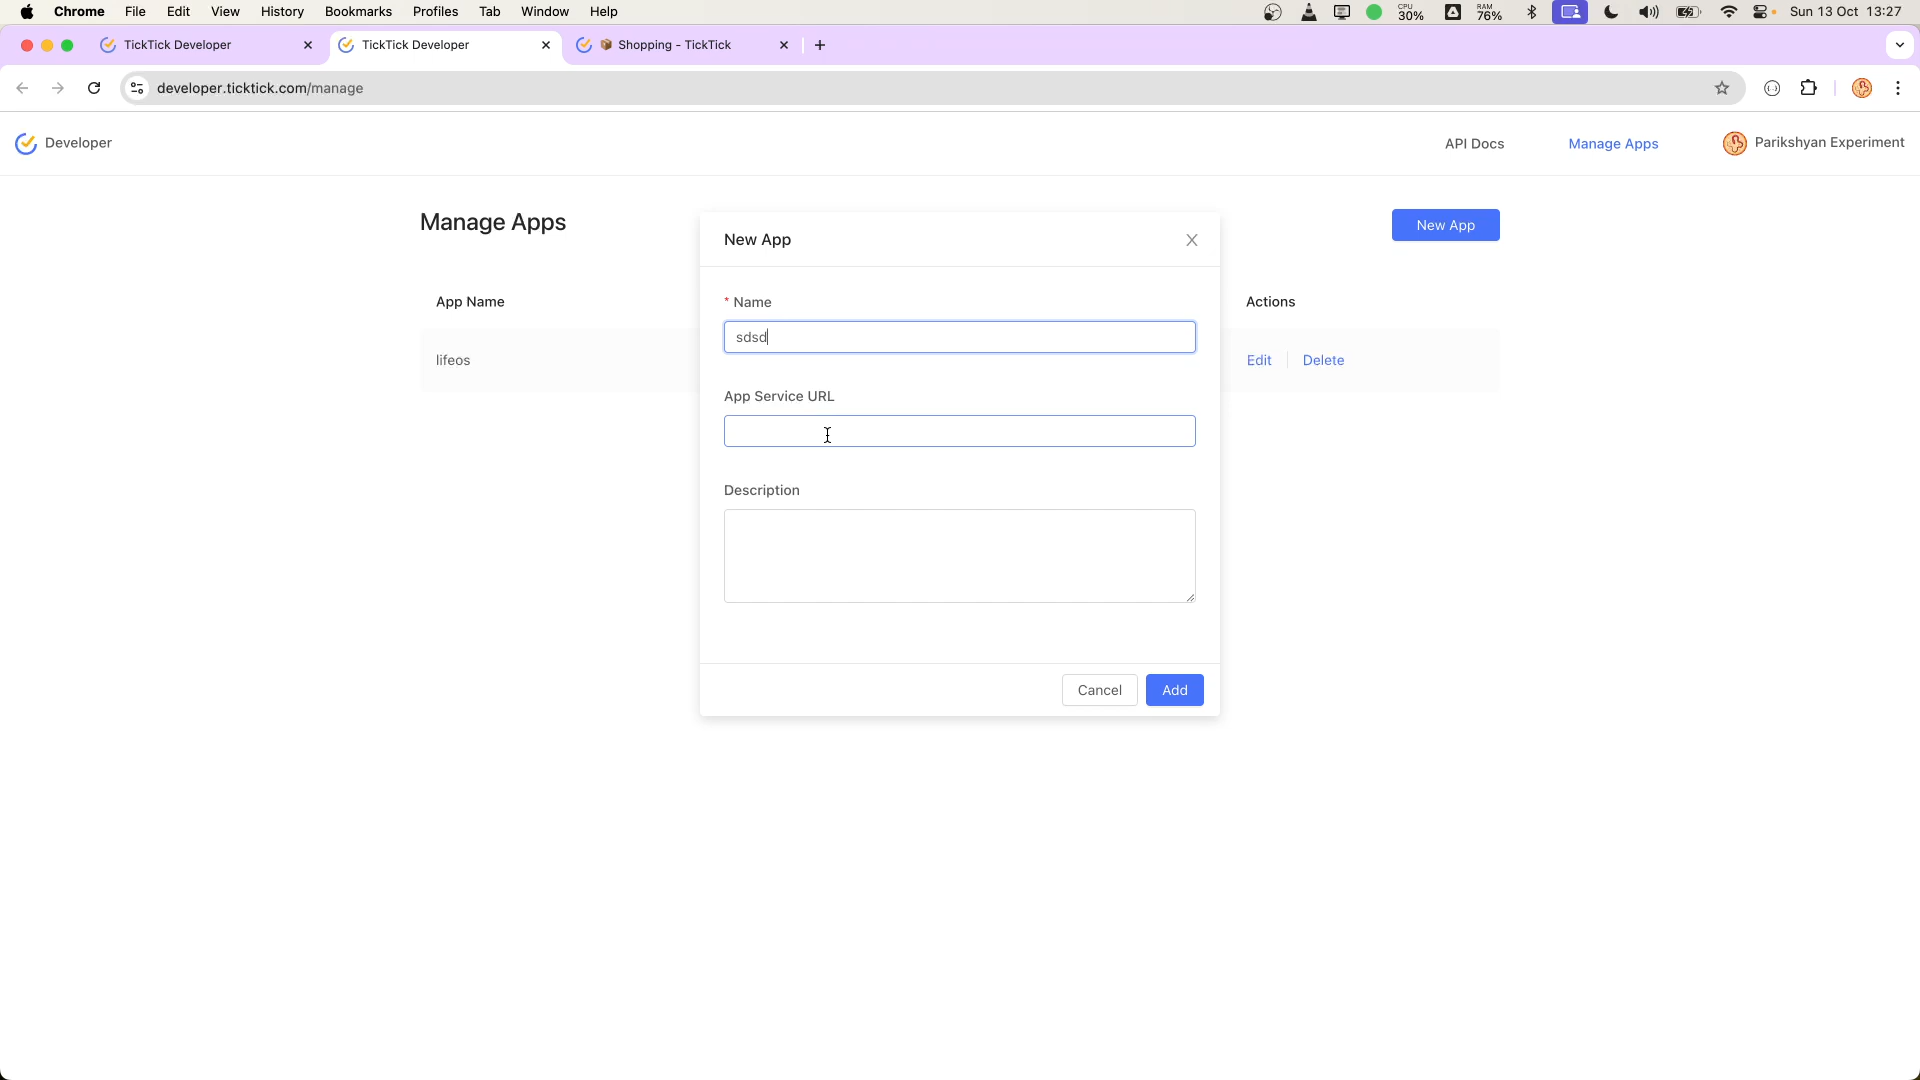 Chrome File Edit View History Bookmarks Profiles Tab Window Help CPU 30% RAM 76% Sun 13 Oct 13:27
TickTick Developer TickTick Developer 📦 Shopping - TickTick
developer.ticktick.com/manage
Developer API Docs Manage Apps Parikshyan Experiment
Manage Apps New App
New App
App Name Actions
* Name
sdsd
lifeos Edit Delete
App Service URL
Description
Cancel Add